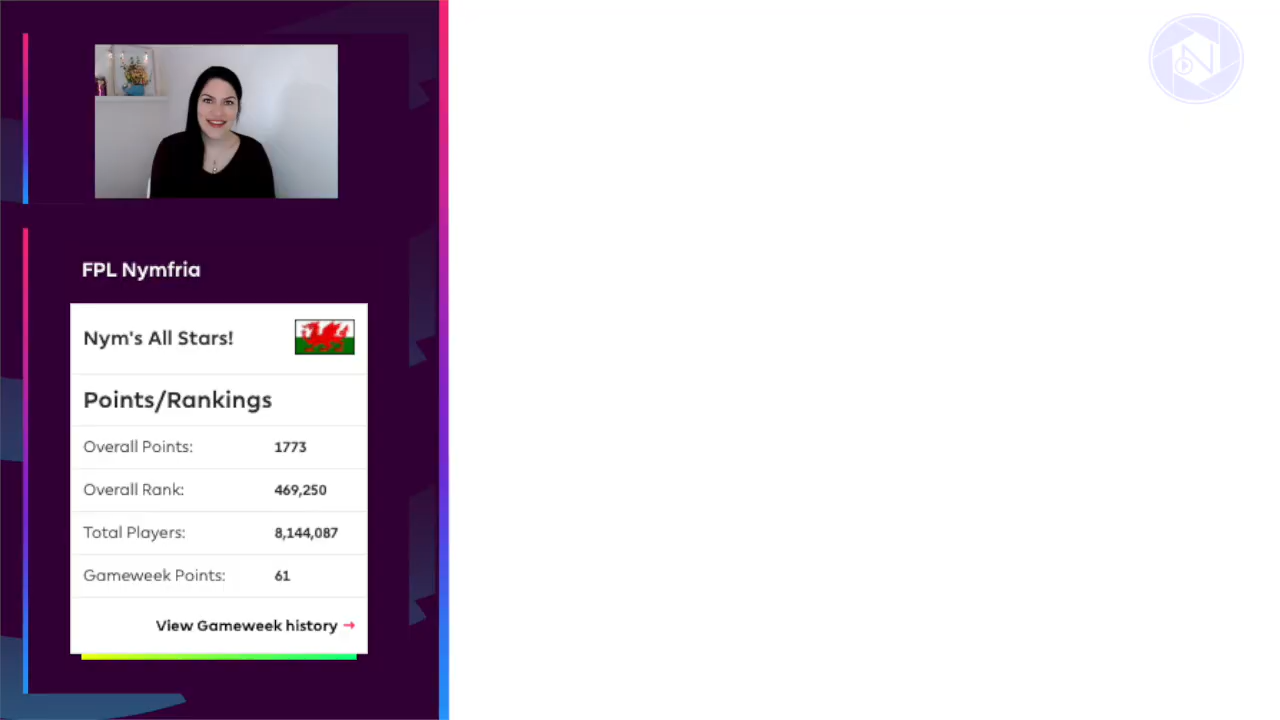 N
FPL Nymfria
Nym's All Stars!
Points/Rankings
Overall Points: 1773
Overall Rank: 469,250
Total Players: 8,144,087
Gameweek Points: 61
View Gameweek history →